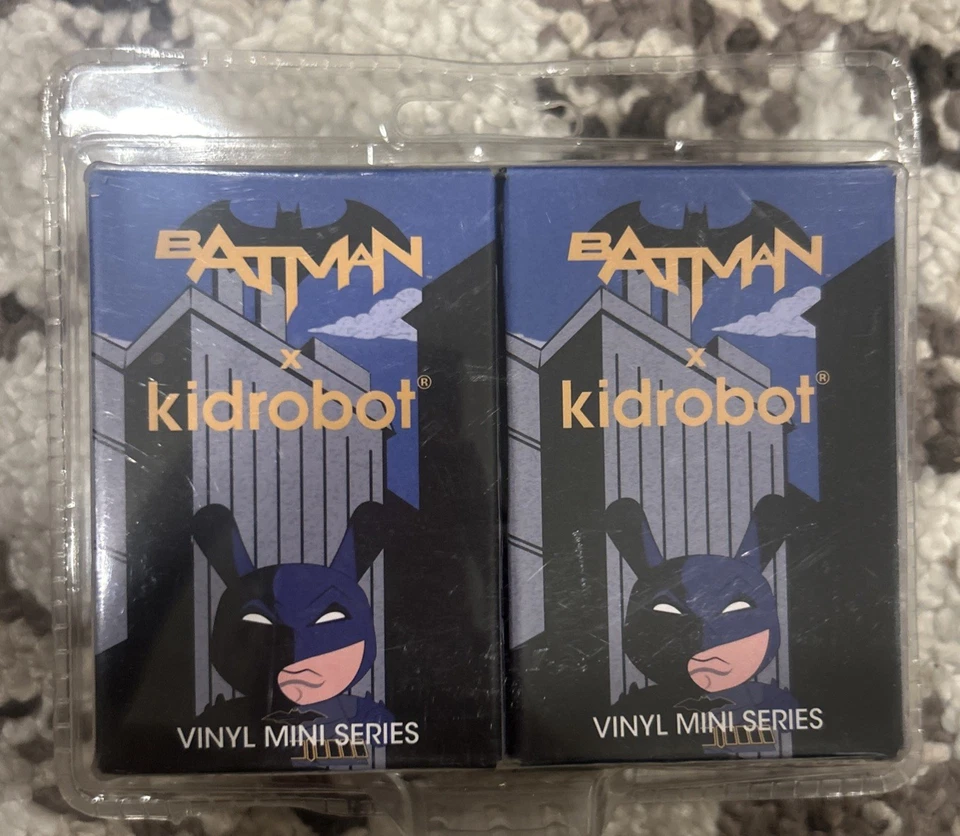 BATMAN
x
kidrobot®
VINYL MINI SERIES
BATMAN
x
kidrobot®
VINYL MINI SERIES